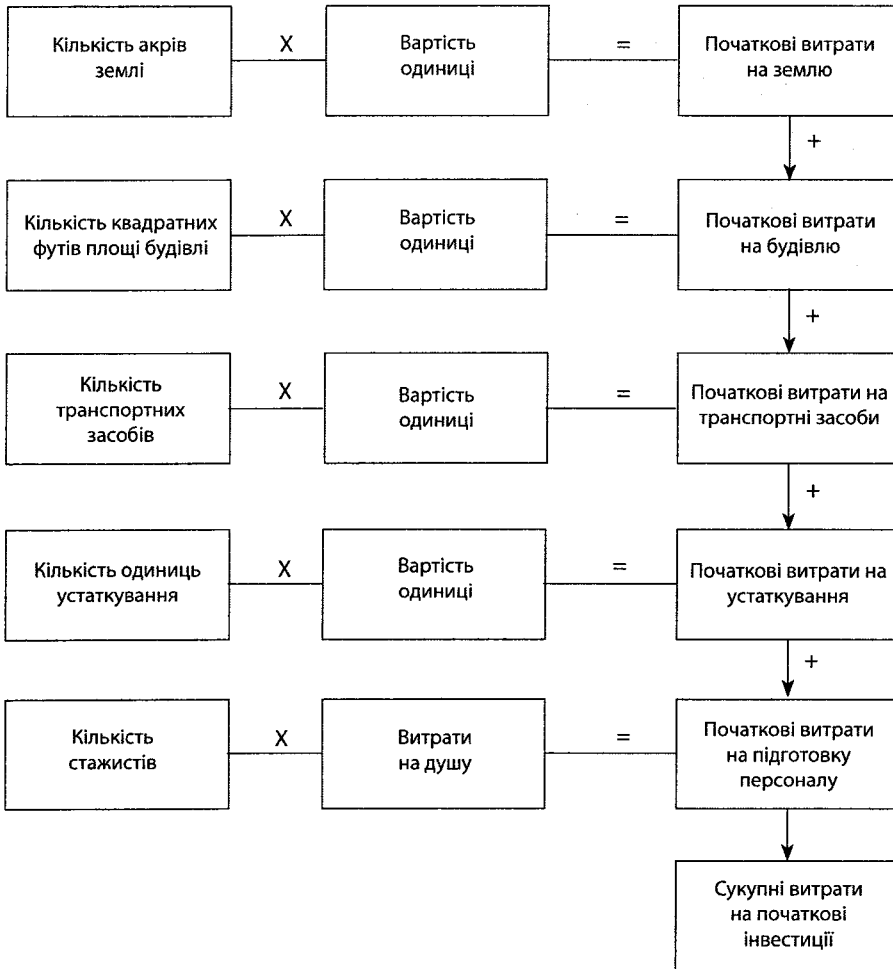 Кількість акрів
землі
X
Вартість
одиниці
=
Початкові витрати
на землю
+
Кількість квадратних
футів площі будівлі
X
Вартість
одиниці
=
Початкові витрати
на будівлю
+
Кількість
транспортних
засобів
X
Вартість
одиниці
=
Початкові витрати на
транспортні засоби
+
Кількість одиниць
устаткування
X
Вартість
одиниці
=
Початкові витрати на
устаткування
+
Кількість
стажистів
X
Витрати
на душу
=
Початкові витрати
на підготовку
персоналу
Сукупні витрати
на початкові
інвестиції